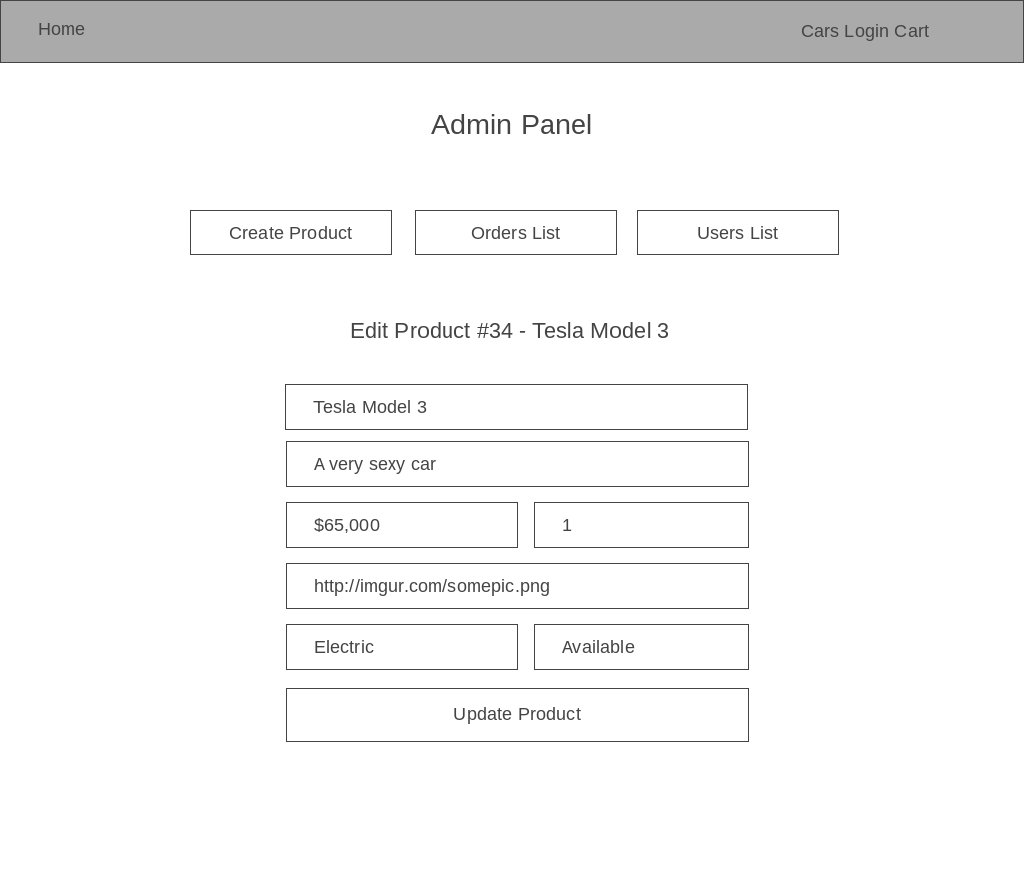 Home Cars Login Cart
Admin Panel
Create Product Orders List Users List
Edit Product #34 - Tesla Model 3
Tesla Model 3
A very sexy car
$65,000 1
http://imgur.com/somepic.png
Electric Available
Update Product